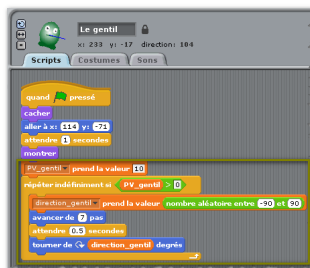 Le gentil
x: 233 y: -17 direction: 104
Scripts Costumes Sons
quand pressé
cacher
aller à x: 114 y: -71
attendre 1 secondes
montrer
PV_gentil prend la valeur 10
répéter indéfiniment si PV_gentil > 0
direction_gentil prend la valeur nombre aléatoire entre -90 et 90
avancer de 7 pas
attendre 0.5 secondes
tourner de direction_gentil degrés